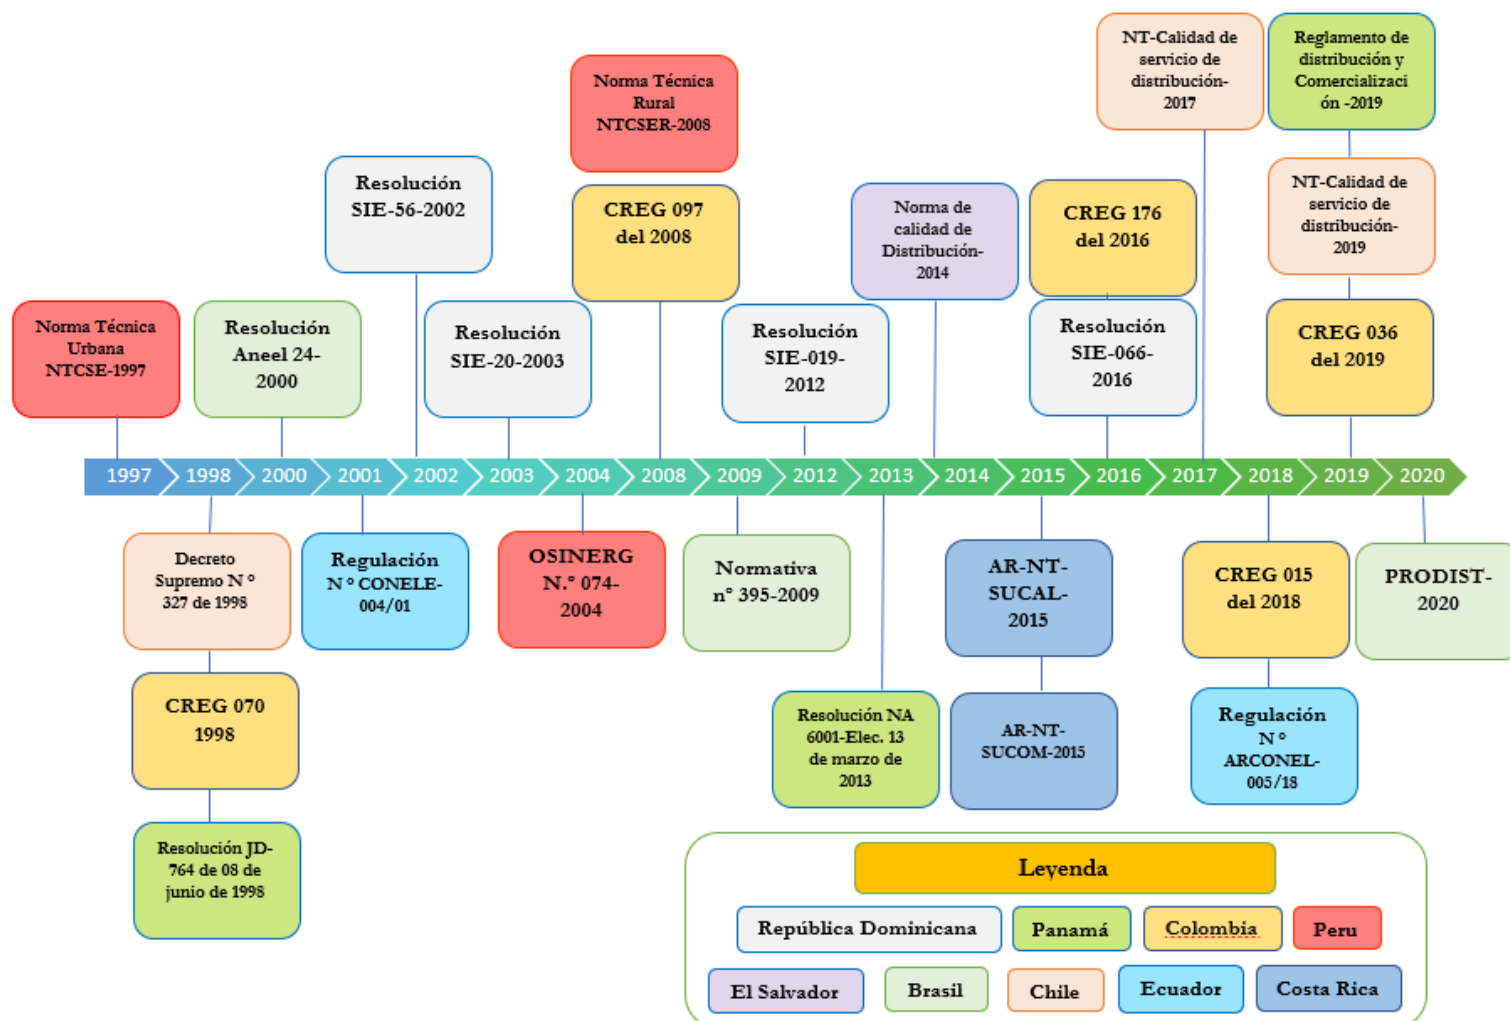 NT-Calidad de
servicio de
distribución-
2017
Reglamento de
distribución y
Comercializaci
ón -2019
Norma Técnica
Rural
NTCSER-2008
Resolución
SIE-56-2002
CREG 097
del 2008
Norma de
calidad de
Distribución-
2014
CREG 176
del 2016
NT-Calidad de
servicio de
distribución-
2019
Norma Técnica
Urbana
NTCSE-1997
Resolución
Aneel 24-
2000
Resolución
SIE-20-2003
Resolución
SIE-019-
2012
Resolución
SIE-066-
2016
CREG 036
del 2019
1997 1998 2000 2001 2002 2003 2004 2008 2009 2012 2013 2014 2015 2016 2017 2018 2019 2020
Decreto
Supremo N °
327 de 1998
Regulación
N ° CONELE-
004/01
OSINERG
N.° 074-
2004
Normativa
n° 395-2009
AR-NT-
SUCAL-
2015
CREG 015
del 2018
PRODIST-
2020
CREG 070
1998
Resolución NA
6001-Elec. 13
de marzo de
2013
AR-NT-
SUCOM-2015
Regulación
N °
ARCONEL-
005/18
Resolución JD-
764 de 08 de
junio de 1998
Leyenda
República Dominicana
Panamá
Colombia
Peru
El Salvador
Brasil
Chile
Ecuador
Costa Rica